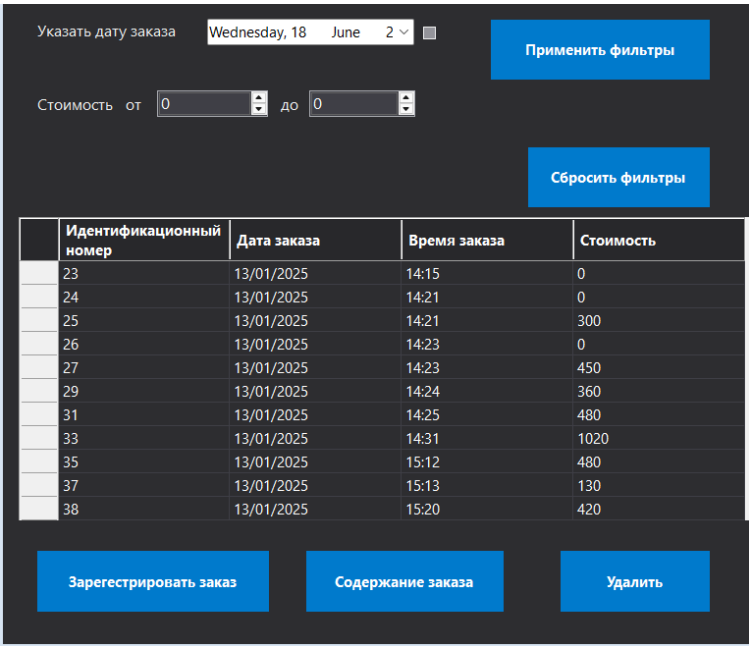 Указать дату заказа Wednesday, 18 June 2
Применить фильтры
Стоимость от 0 до 0
Сбросить фильтры
Идентификационный номер Дата заказа Время заказа Стоимость
23 13/01/2025 14:15 0
24 13/01/2025 14:21 0
25 13/01/2025 14:21 300
26 13/01/2025 14:23 0
27 13/01/2025 14:23 450
29 13/01/2025 14:24 360
31 13/01/2025 14:25 480
33 13/01/2025 14:31 1020
35 13/01/2025 15:12 480
37 13/01/2025 15:13 130
38 13/01/2025 15:20 420
Зарегестрировать заказ Содержание заказа Удалить